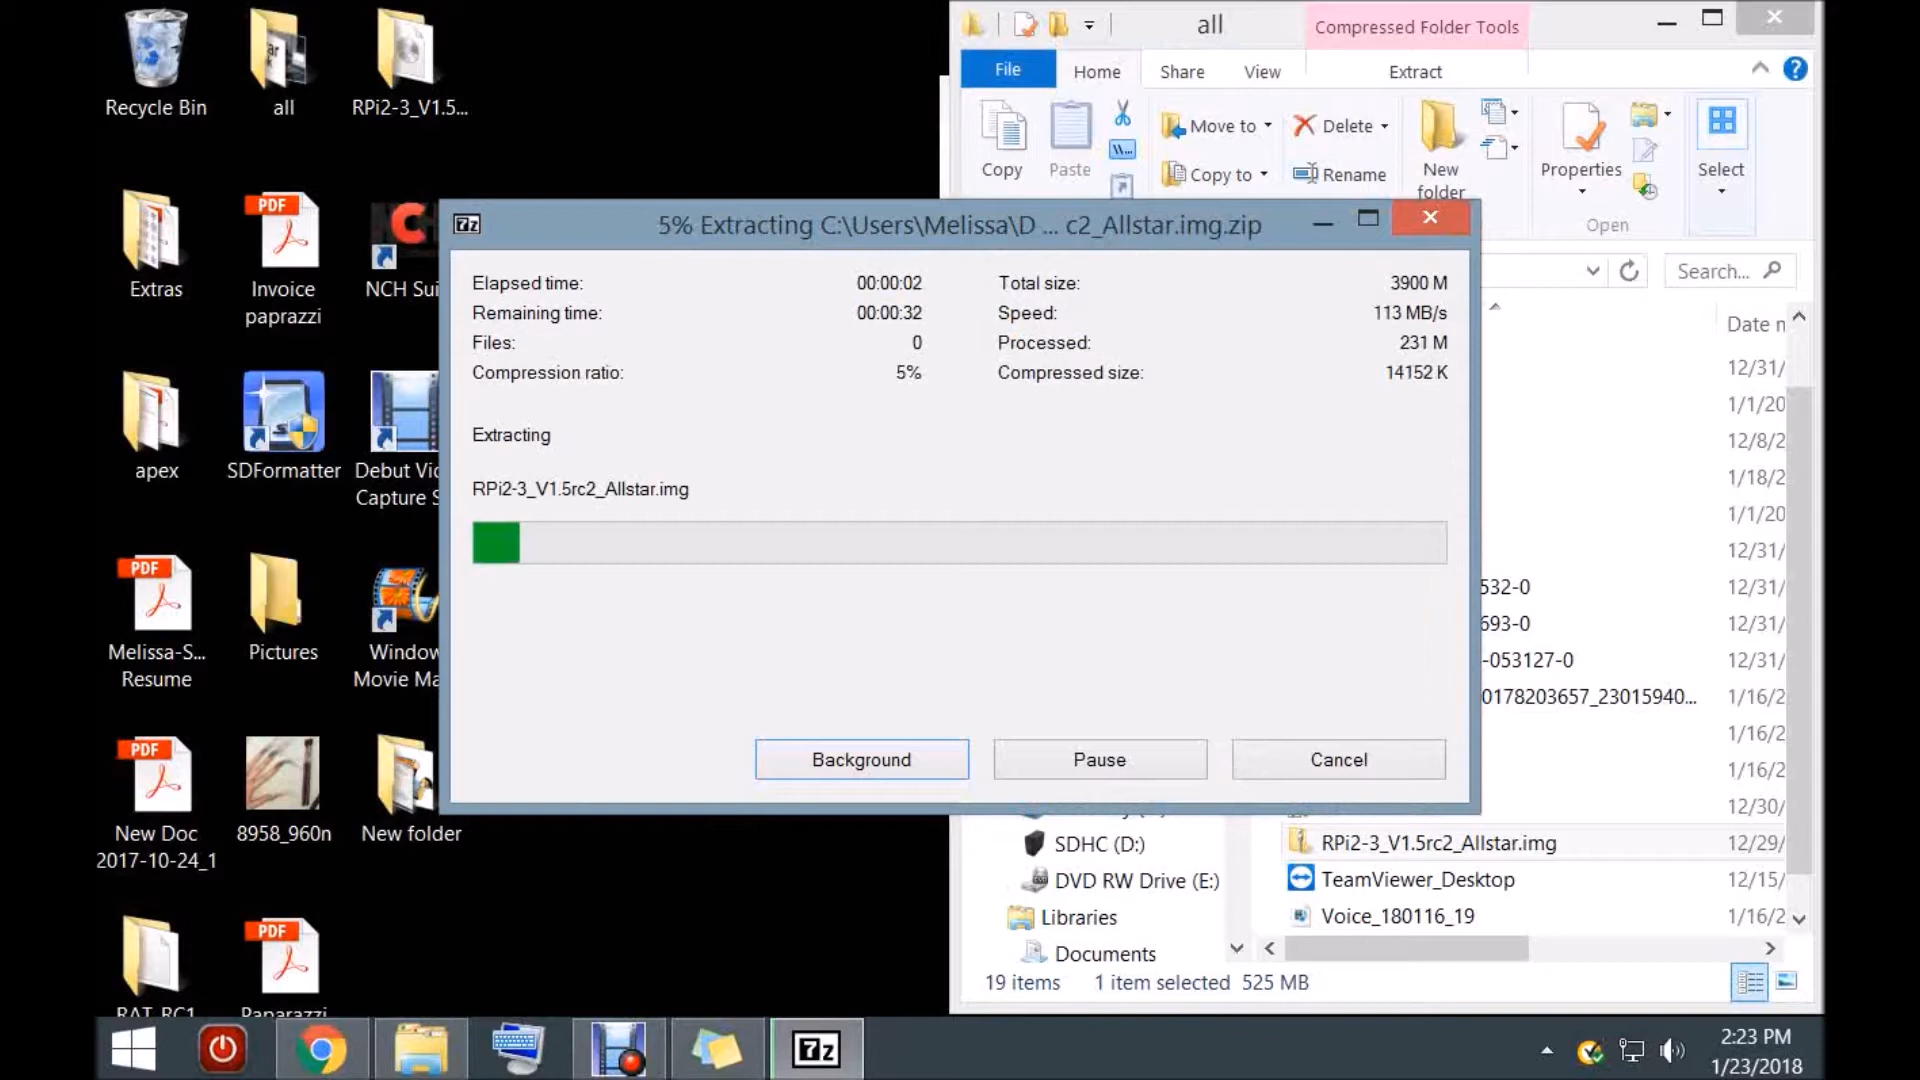 Recycle Bin
all
RPi2-3_V1.5...
Extras
Invoice
paprazzi
NCH Sui
apex
SDFormatter
Debut Vic
Capture S
Melissa-S...
Resume
Pictures
Window
Movie Ma
New Doc
2017-10-24_1
8958_960n
New folder
RAT_RC1
Paparazzi
all
Compressed Folder Tools
File
Home
Share
View
Extract
Copy
Paste
Move to
Copy to
Delete
Rename
New
folder
Properties
Open
Select
Search...
5% Extracting C:\Users\Melissa\D ... c2_Allstar.img.zip
Elapsed time: 00:00:02
Remaining time: 00:00:32
Files: 0
Compression ratio: 5%
Total size: 3900 M
Speed: 113 MB/s
Processed: 231 M
Compressed size: 14152 K
Extracting
RPi2-3_V1.5rc2_Allstar.img
Background
Pause
Cancel
Date n
12/31/
1/1/20
12/8/2
1/18/2
1/1/20
12/31/
532-0 12/31/
693-0 12/31/
-053127-0 12/31/
0178203657_23015940... 1/16/2
1/16/2
1/16/2
12/30/
RPi2-3_V1.5rc2_Allstar.img 12/29/
TeamViewer_Desktop 12/15/
Voice_180116_19 1/16/2
SDHC (D:)
DVD RW Drive (E:)
Libraries
Documents
19 items 1 item selected 525 MB
2:23 PM
1/23/2018